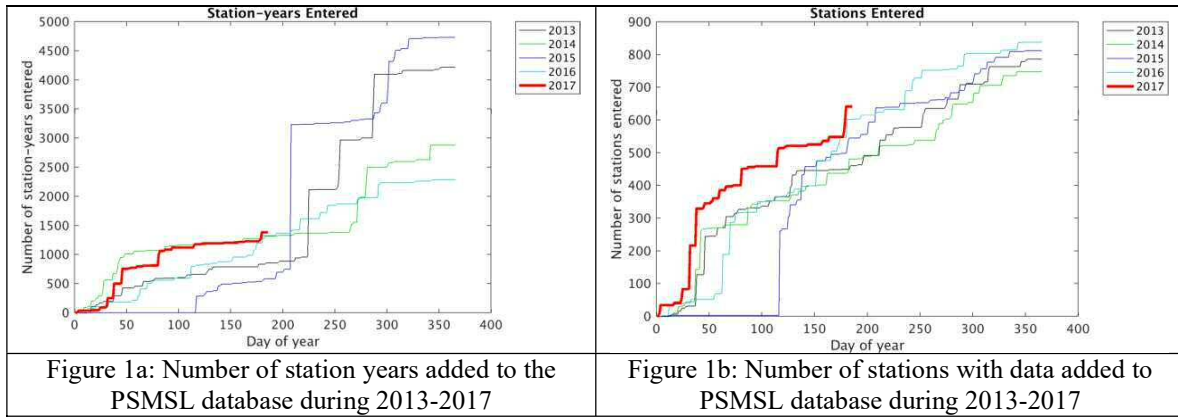 Station-years Entered
Number of station-years entered
5000
4500
4000
3500
3000
2500
2000
1500
1000
500
0
0 50 100 150 200 250 300 350 400
Day of year
2013
2014
2015
2016
2017
Figure 1a: Number of station years added to the
PSMSL database during 2013-2017
Stations Entered
Number of stations entered
900
800
700
600
500
400
300
200
100
0
0 50 100 150 200 250 300 350 400
Day of year
2013
2014
2015
2016
2017
Figure 1b: Number of stations with data added to
PSMSL database during 2013-2017